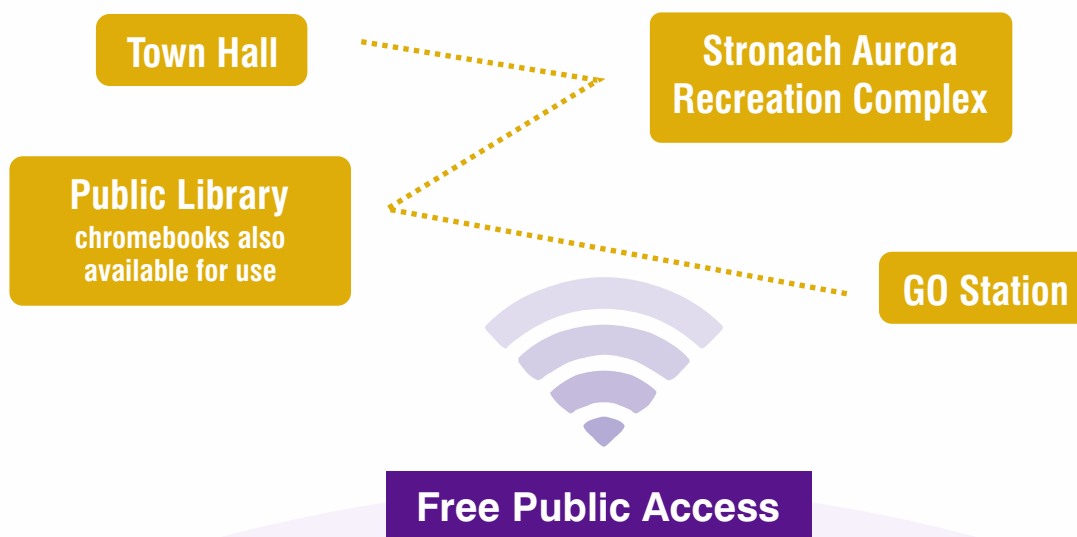 Town Hall
Stronach Aurora
Recreation Complex
Public Library
chromebooks also
available for use
GO Station
Free Public Access